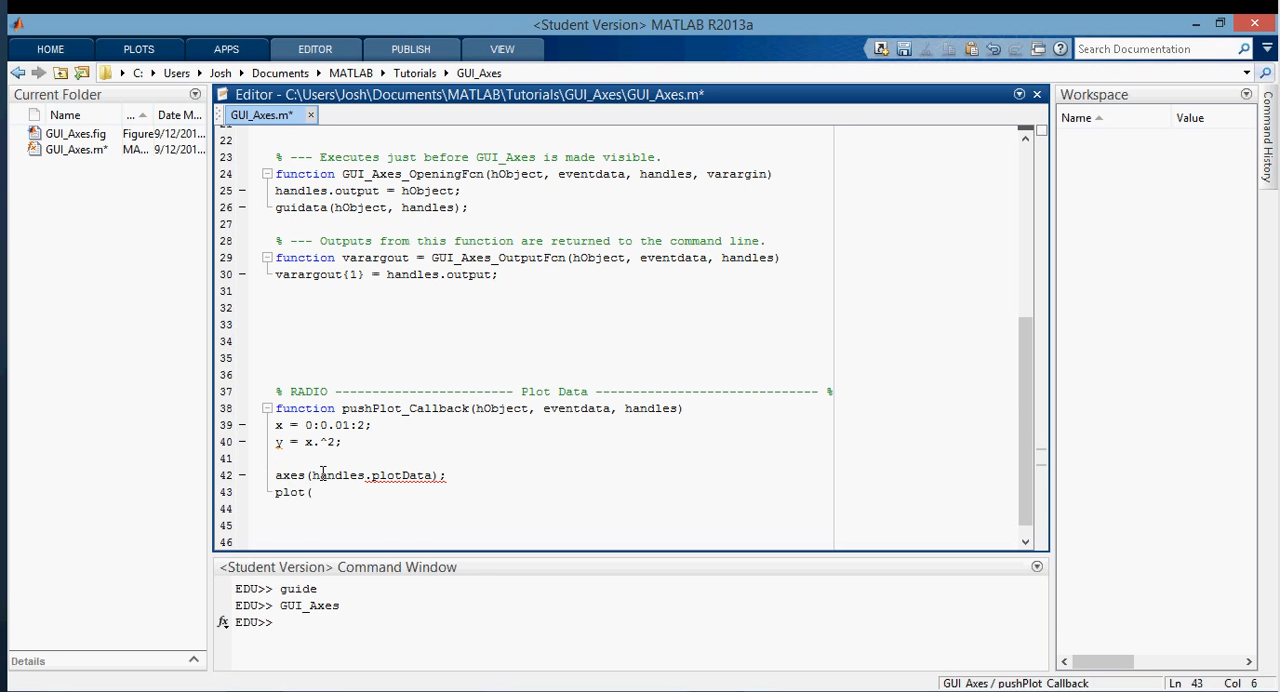 <Student Version> MATLAB R2013a
HOME PLOTS APPS EDITOR PUBLISH VIEW Search Documentation
C: Users Josh Documents MATLAB Tutorials GUI_Axes
Current Folder
Name ... Date M...
GUI_Axes.fig Figure 9/12/201...
GUI_Axes.m* MA... 9/12/201...
Details
Editor - C:\Users\Josh\Documents\MATLAB\Tutorials\GUI_Axes\GUI_Axes.m*
GUI_Axes.m*
21
22
23 % --- Executes just before GUI_Axes is made visible.
24 function GUI_Axes_OpeningFcn(hObject, eventdata, handles, varargin)
25 handles.output = hObject;
26 guidata(hObject, handles);
27
28 % --- Outputs from this function are returned to the command line.
29 function varargout = GUI_Axes_OutputFcn(hObject, eventdata, handles)
30 varargout{1} = handles.output;
31
32
33
34
35
36
37 % RADIO ------------------------ Plot Data ------------------------------ %
38 function pushPlot_Callback(hObject, eventdata, handles)
39 x = 0:0.01:2;
40 y = x.^2;
41
42 axes(handles.plotData);
43 plot(
44
45
46
<Student Version> Command Window
EDU>> guide
EDU>> GUI_Axes
fx EDU>>
Workspace
Name Value
Command History
GUI_Axes / pushPlot_Callback Ln 43 Col 6